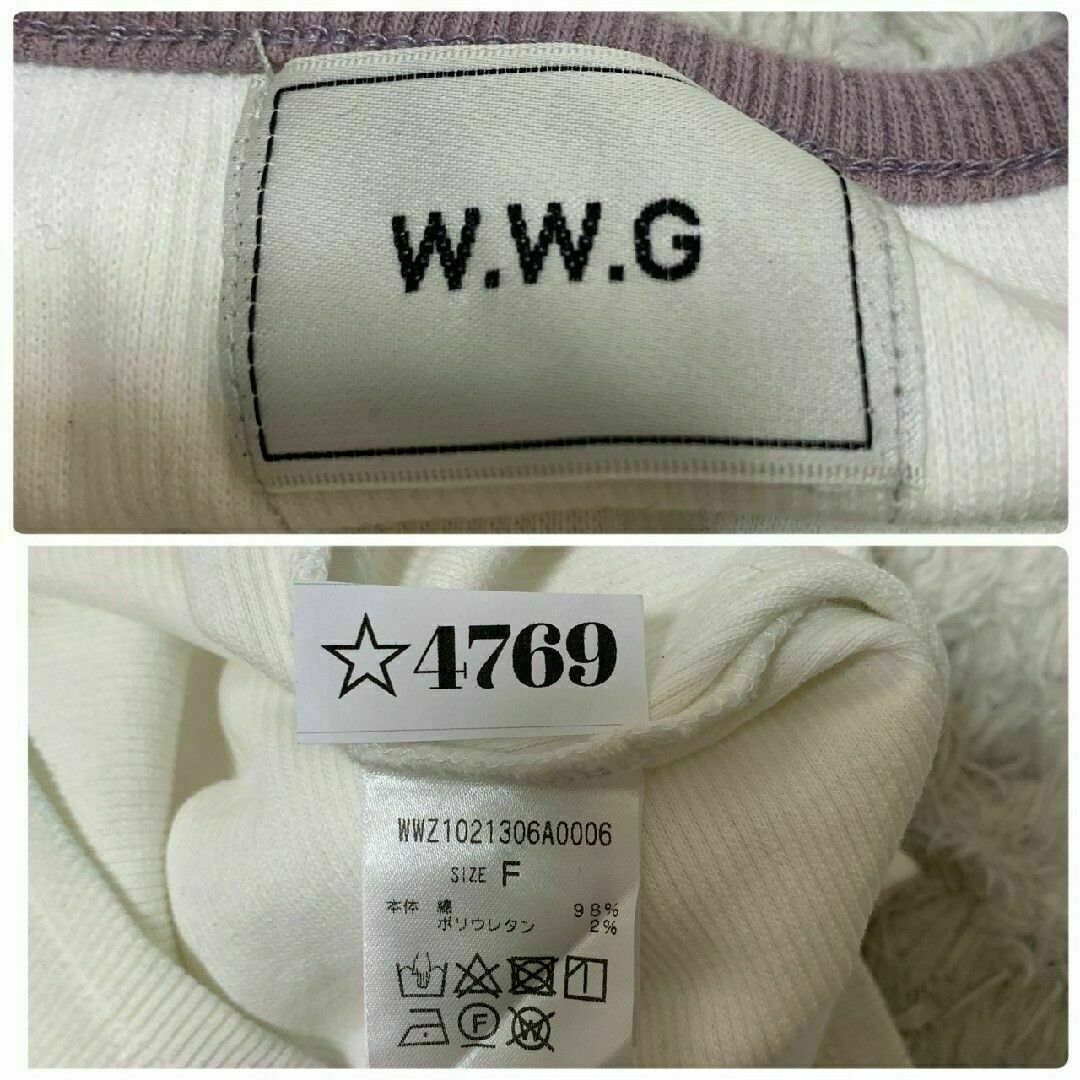 W.W.G
☆4769
WWZ1021306A0006
SIZE F
本体 綿 98%
ポリウレタン 2%
F W